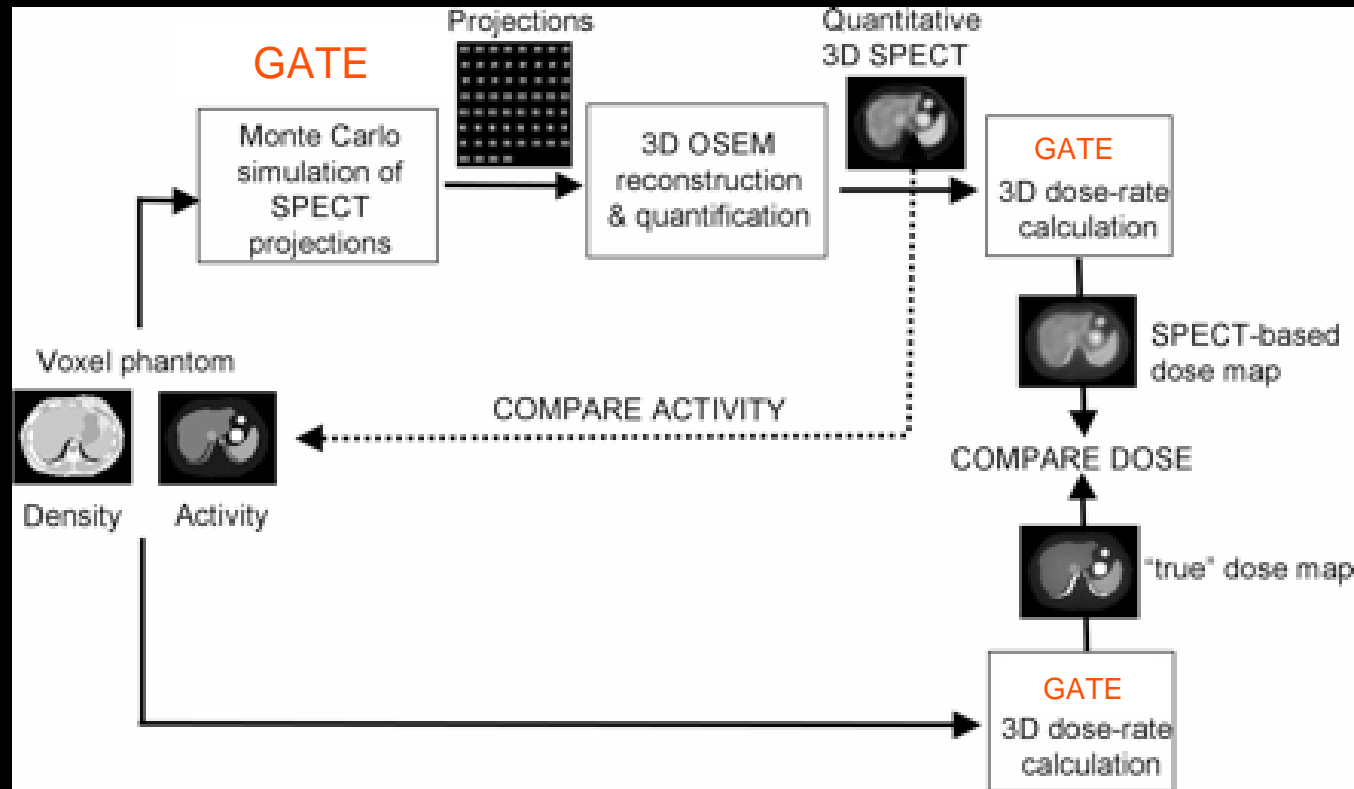 Projections
Quantitative
3D SPECT
GATE
Monte Carlo
simulation of
SPECT
projections
3D OSEM
reconstruction
& quantification
GATE
3D dose-rate
calculation
Voxel phantom
SPECT-based
dose map
COMPARE ACTIVITY
COMPARE DOSE
Density
Activity
"true" dose map
GATE
3D dose-rate
calculation